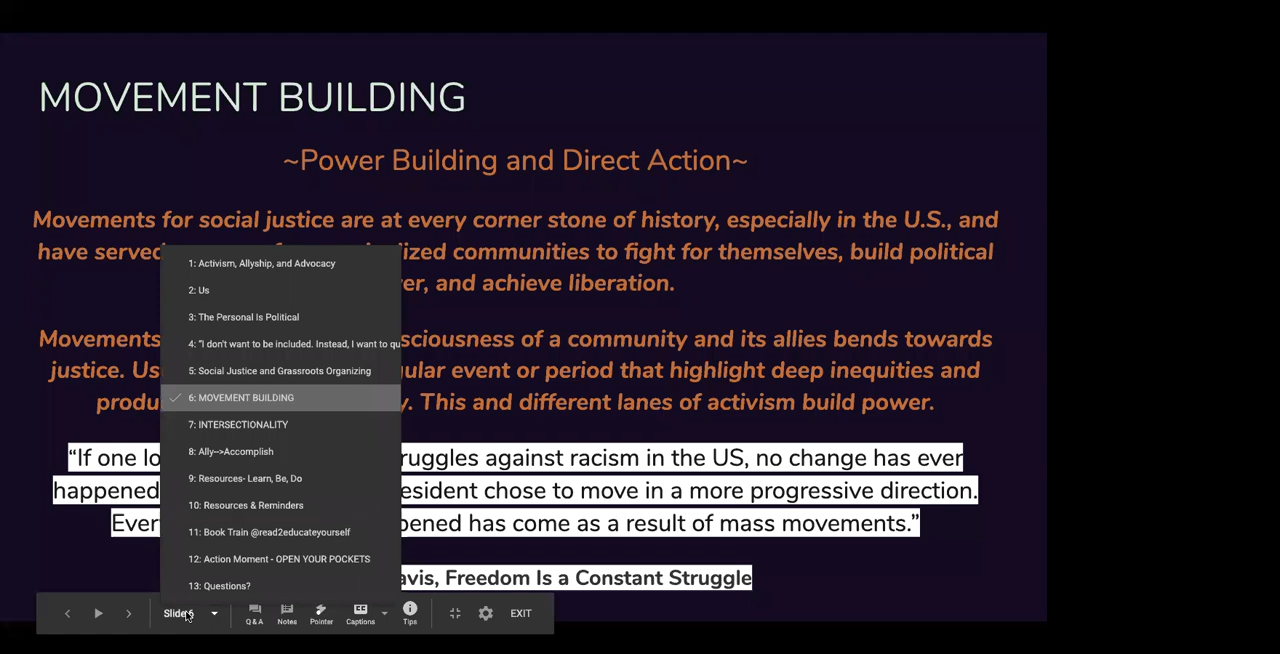 MOVEMENT BUILDING
~Power Building and Direct Action~
Movements for social justice are at every corner stone of history, especially in the U.S., and
have served ized communities to fight for themselves, build political
er, and achieve liberation.
Movements sciousness of a community and its allies bends towards
justice. Us gular event or period that highlight deep inequities and
produ y. This and different lanes of activism build power.
“If one lo ruggles against racism in the US, no change has ever
happened esident chose to move in a more progressive direction.
Ever pened has come as a result of mass movements.”
avis, Freedom Is a Constant Struggle
1: Activism, Allyship, and Advocacy
2: Us
3: The Personal Is Political
4: “I don't want to be included. Instead, I want to qu
5: Social Justice and Grassroots Organizing
6: MOVEMENT BUILDING
7: INTERSECTIONALITY
8: Ally-->Accomplish
9: Resources- Learn, Be, Do
10: Resources & Reminders
11: Book Train @read2educateyourself
12: Action Moment - OPEN YOUR POCKETS
13: Questions?
Slide 6
Q&A
Notes
Pointer
Captions
Tips
EXIT